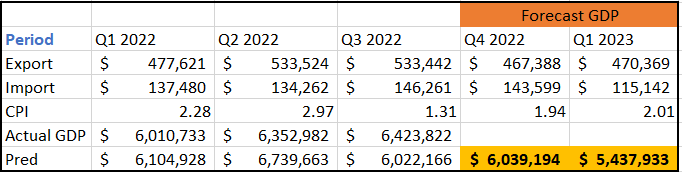 Forecast GDP
Period Q1 2022 Q2 2022 Q3 2022 Q4 2022 Q1 2023
Export $ 477,621 $ 533,524 $ 533,442 $ 467,388 $ 470,369
Import $ 137,480 $ 134,262 $ 146,261 $ 143,599 $ 115,142
CPI 2.28 2.97 1.31 1.94 2.01
Actual GDP $ 6,010,733 $ 6,352,982 $ 6,423,822
Pred $ 6,104,928 $ 6,739,663 $ 6,022,166 $ 6,039,194 $ 5,437,933